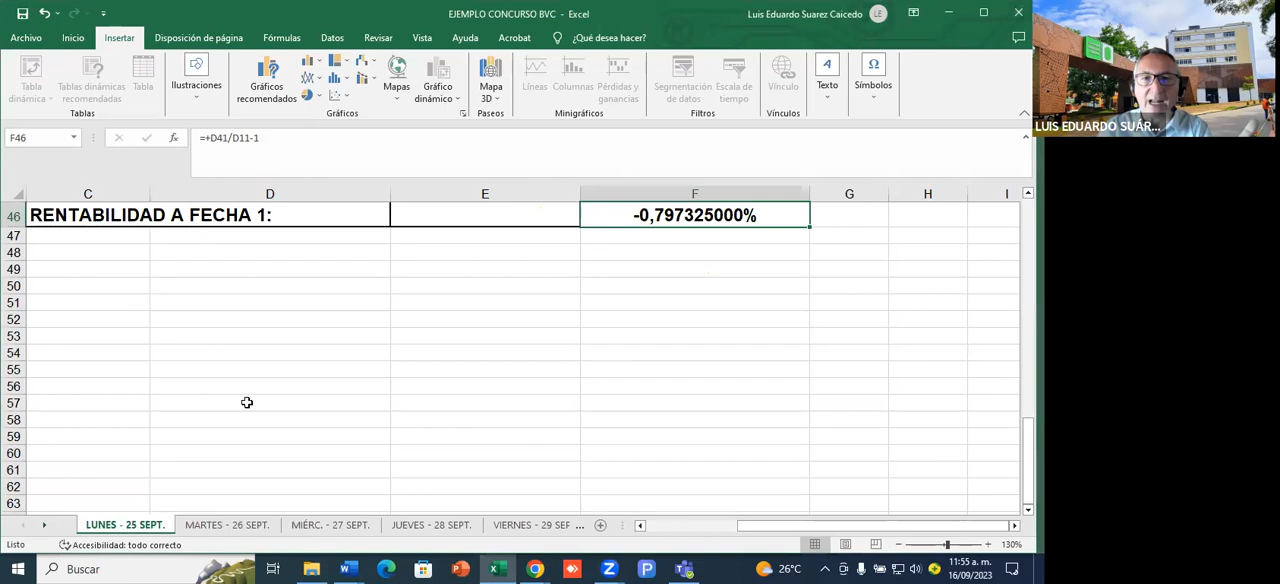 EJEMPLO CONCURSO BVC - Excel
Luis Eduardo Suarez Caicedo
LE
Archivo Inicio Insertar Disposición de página Fórmulas Datos Revisar Vista Ayuda Acrobat ¿Qué desea hacer?
Tabla dinámica
Tablas dinámicas recomendadas
Tabla
Ilustraciones
Gráficos recomendados
Mapas
Gráfico dinámico
Mapa 3D
Líneas
Columnas
Pérdidas y ganancias
Segmentación de datos
Escala de tiempo
Vínculo
Texto
Símbolos
Tablas Gráficos Paseos Minigráficos Filtros Vínculos
LUIS EDUARDO SUÁR...
F46 fx =+D41/D11-1
C D E F G H I
46 RENTABILIDAD A FECHA 1: -0,797325000%
47
48
49
50
51
52
53
54
55
56
57
58
59
60
61
62
63
LUNES - 25 SEPT. MARTES - 26 SEPT. MIÉRC. - 27 SEPT. JUEVES - 28 SEPT. VIERNES - 29 SEP ...
Listo Accesibilidad: todo correcto 130%
Buscar 26°C 11:55 a. m.
16/09/2023